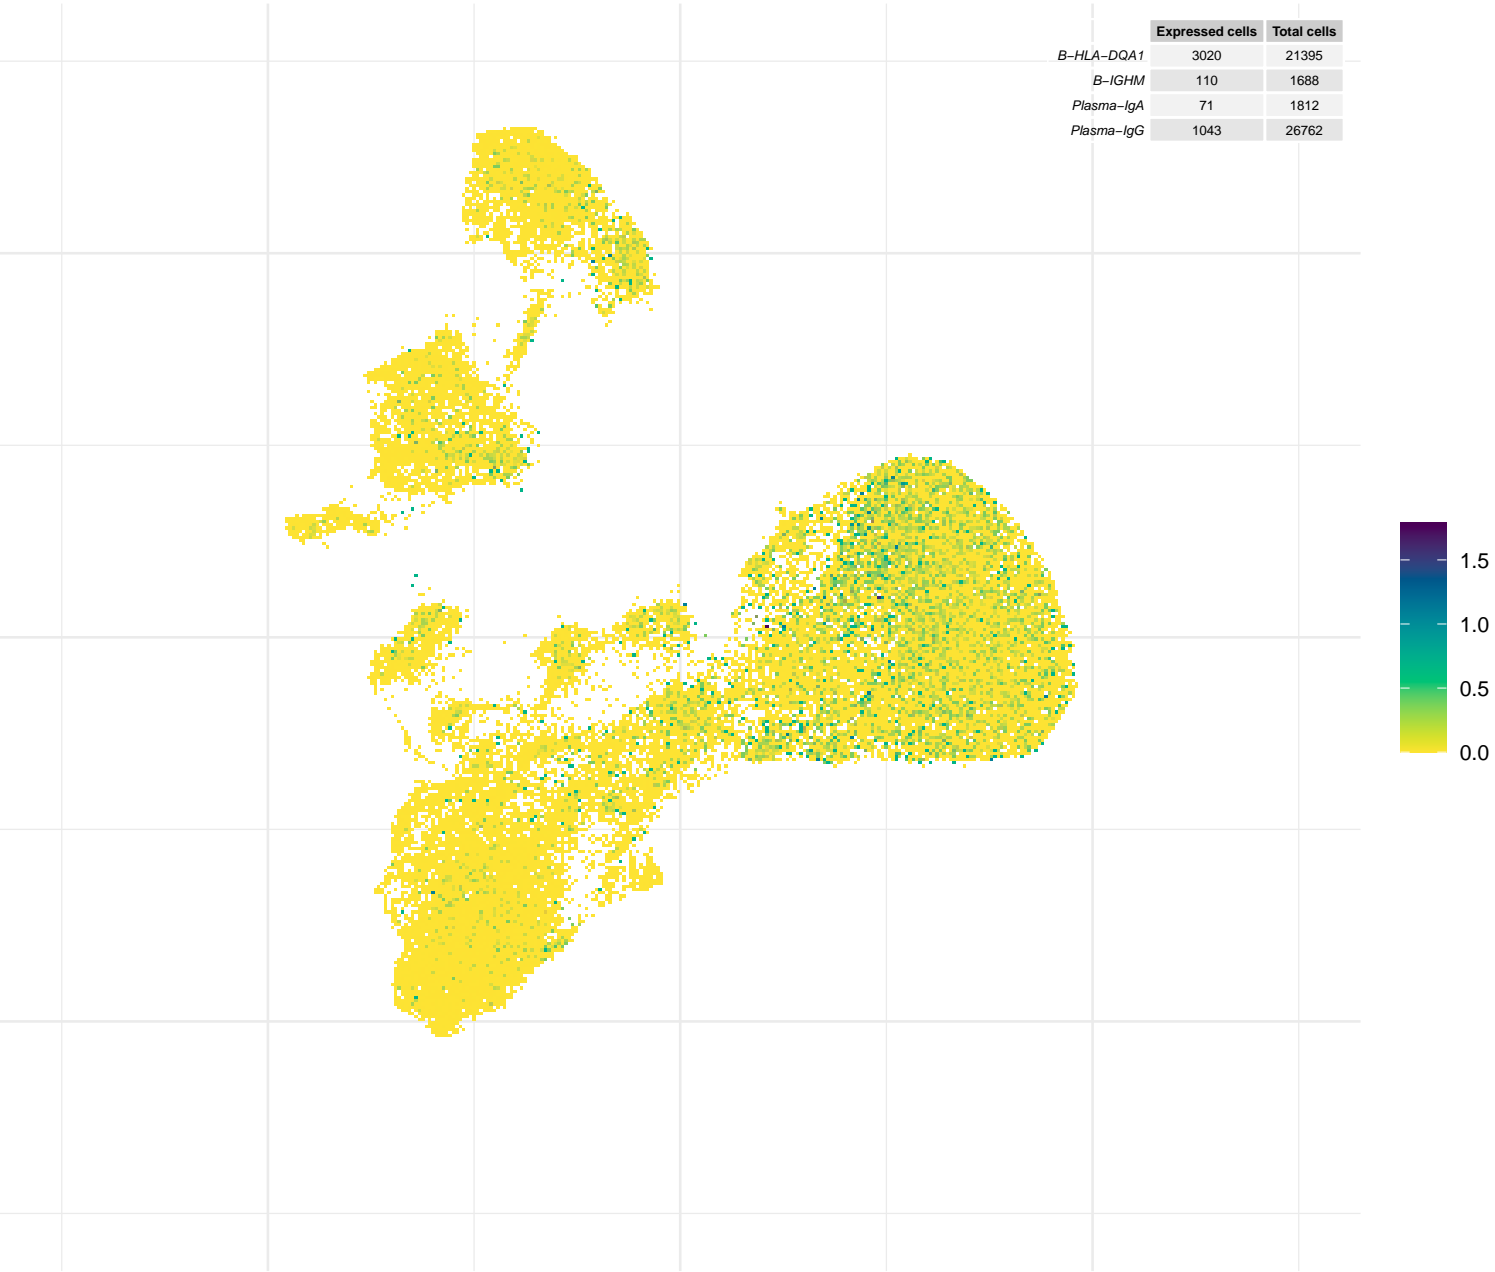 Expressed cells Total cells
B−HLA−DQA1 3020 21395
B−IGHM 110 1688
Plasma−IgA 71 1812
Plasma−IgG 1043 26762
1.5
1.0
0.5
0.0